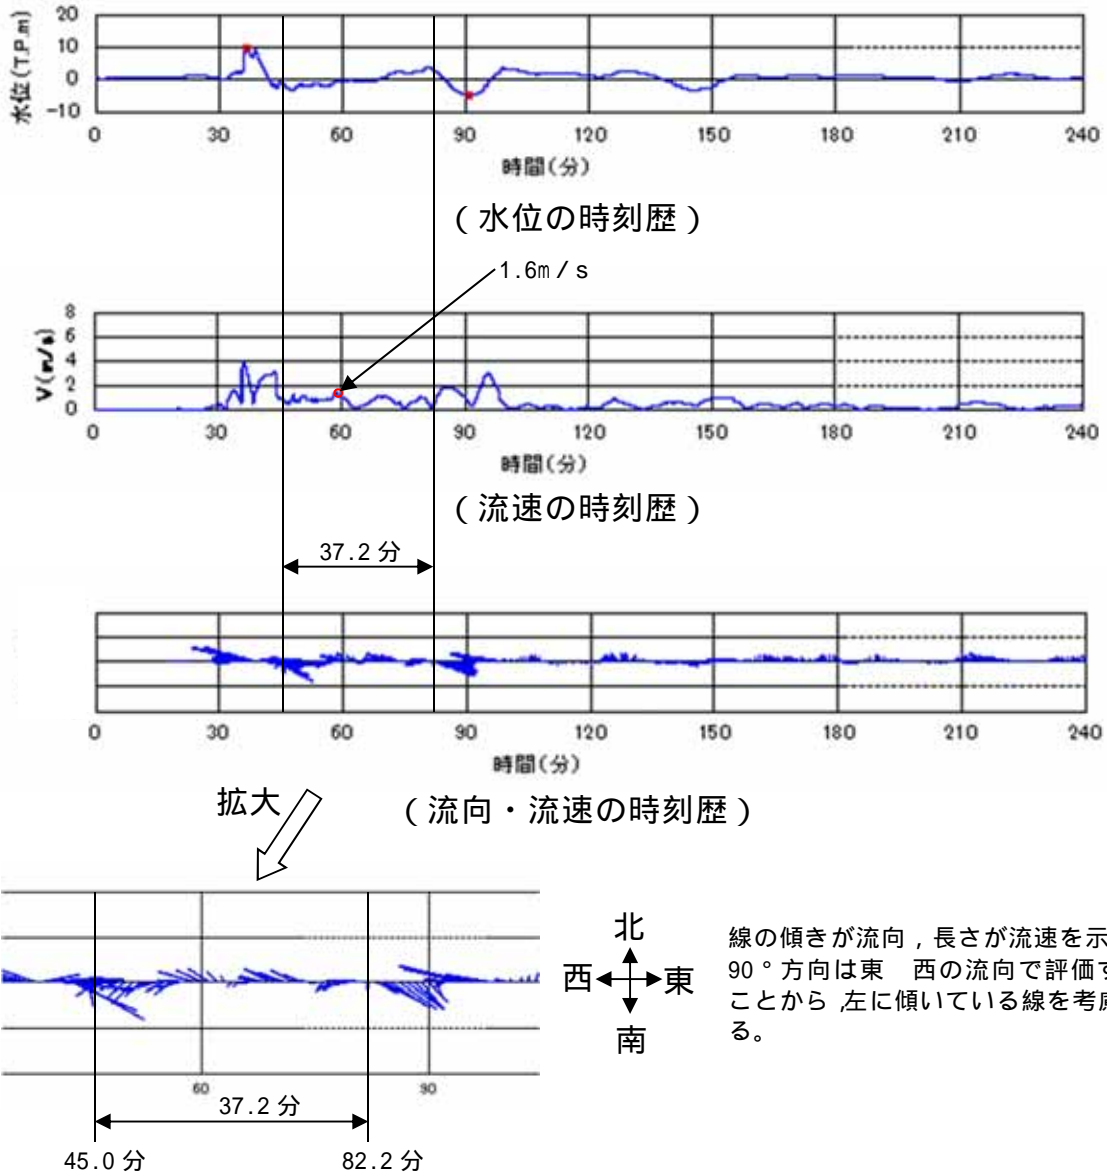 水位(T.P.m)
20
10
0
-10
0 30 60 90 120 150 180 210 240
時間(分)
(水位の時刻歴)
1.6m/s
V(m/s)
8
6
4
2
0
0 30 60 90 120 150 180 210 240
時間(分)
(流速の時刻歴)
37.2 分
0 30 60 90 120 150 180 210 240
時間(分)
拡大
(流向・流速の時刻歴)
60 90
37.2 分
45.0 分 82.2 分
北
西 東
南
線の傾きが流向,長さが流速を示
90°方向は東 西の流向で評価す
ことから,左に傾いている線を考
る。